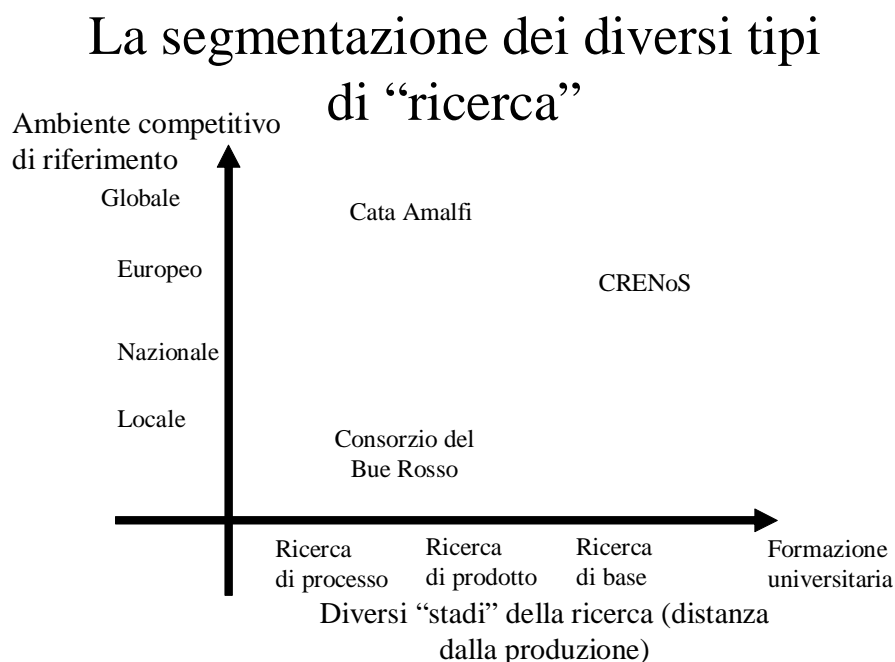 La segmentazione dei diversi tipi
di “ricerca”
Ambiente competitivo
di riferimento
Globale
Cata Amalfi
Europeo
CRENoS
Nazionale
Locale
Consorzio del
Bue Rosso
Ricerca
di processo
Ricerca
di prodotto
Ricerca
di base
Formazione
universitaria
Diversi “stadi” della ricerca (distanza
dalla produzione)